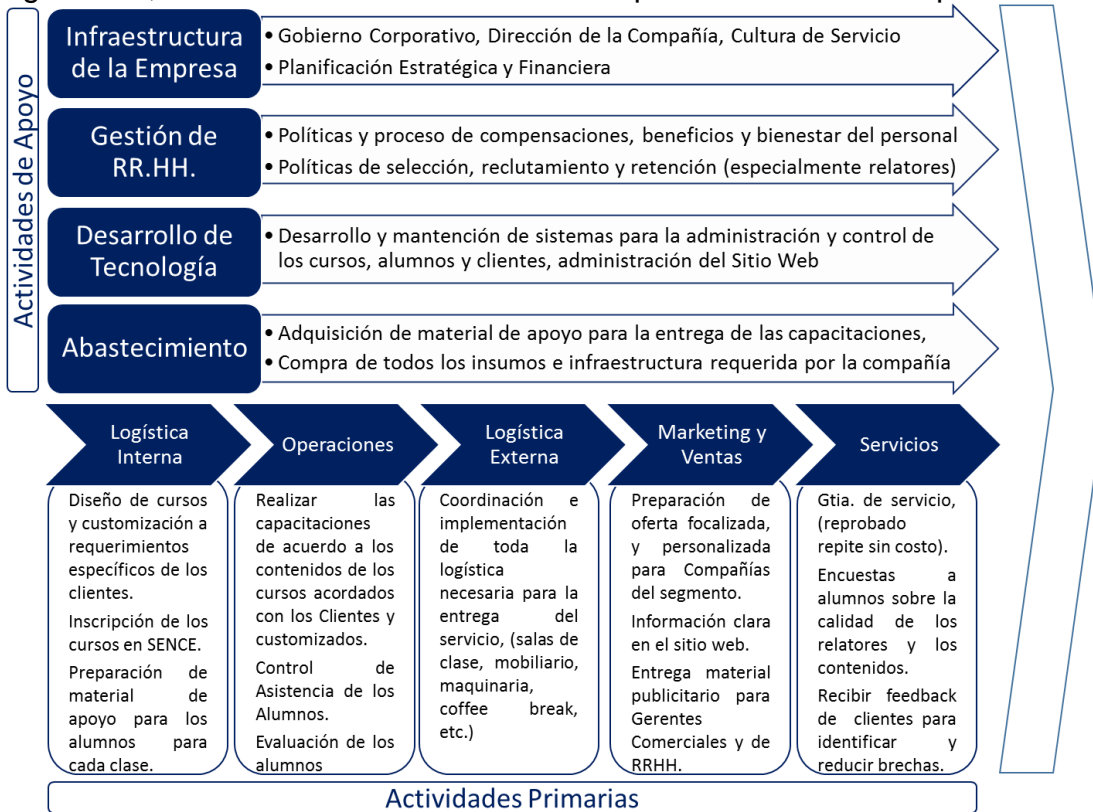 Actividades de Apoyo
Infraestructura
de la Empresa
• Gobierno Corporativo, Dirección de la Compañía, Cultura de Servicio
• Planificación Estratégica y Financiera
Gestión de
RR.HH.
• Políticas y proceso de compensaciones, beneficios y bienestar del personal
• Políticas de selección, reclutamiento y retención (especialmente relatores)
Desarrollo de
Tecnología
• Desarrollo y mantención de sistemas para la administración y control de
los cursos, alumnos y clientes, administración del Sitio Web
Abastecimiento
• Adquisición de material de apoyo para la entrega de las capacitaciones,
• Compra de todos los insumos e infraestructura requerida por la compañía
Logística
Interna
Diseño de cursos
y customización a
requerimientos
específicos de los
clientes.
Inscripción de los
cursos en SENCE.
Preparación de
material de
apoyo para los
alumnos para
cada clase.
Operaciones
Realizar las
capacitaciones
de acuerdo a los
contenidos de los
cursos acordados
con los Clientes y
customizados.
Control de
Asistencia de los
Alumnos.
Evaluación de los
alumnos
Logística
Externa
Coordinación e
implementación
de toda la
logística
necesaria para la
entrega del
servicio, (salas de
clase, mobiliario,
maquinaria,
coffee break,
etc.)
Marketing y
Ventas
Preparación de
oferta focalizada,
y personalizada
para Compañías
del segmento.
Información clara
en el sitio web.
Entrega material
publicitario para
Gerentes
Comerciales y de
RRHH.
Servicios
Gtia. de servicio,
(reprobado
repite sin costo).
Encuestas a
alumnos sobre la
calidad de los
relatores y los
contenidos.
Recibir feedback
de clientes para
identificar y
reducir brechas.
Actividades Primarias